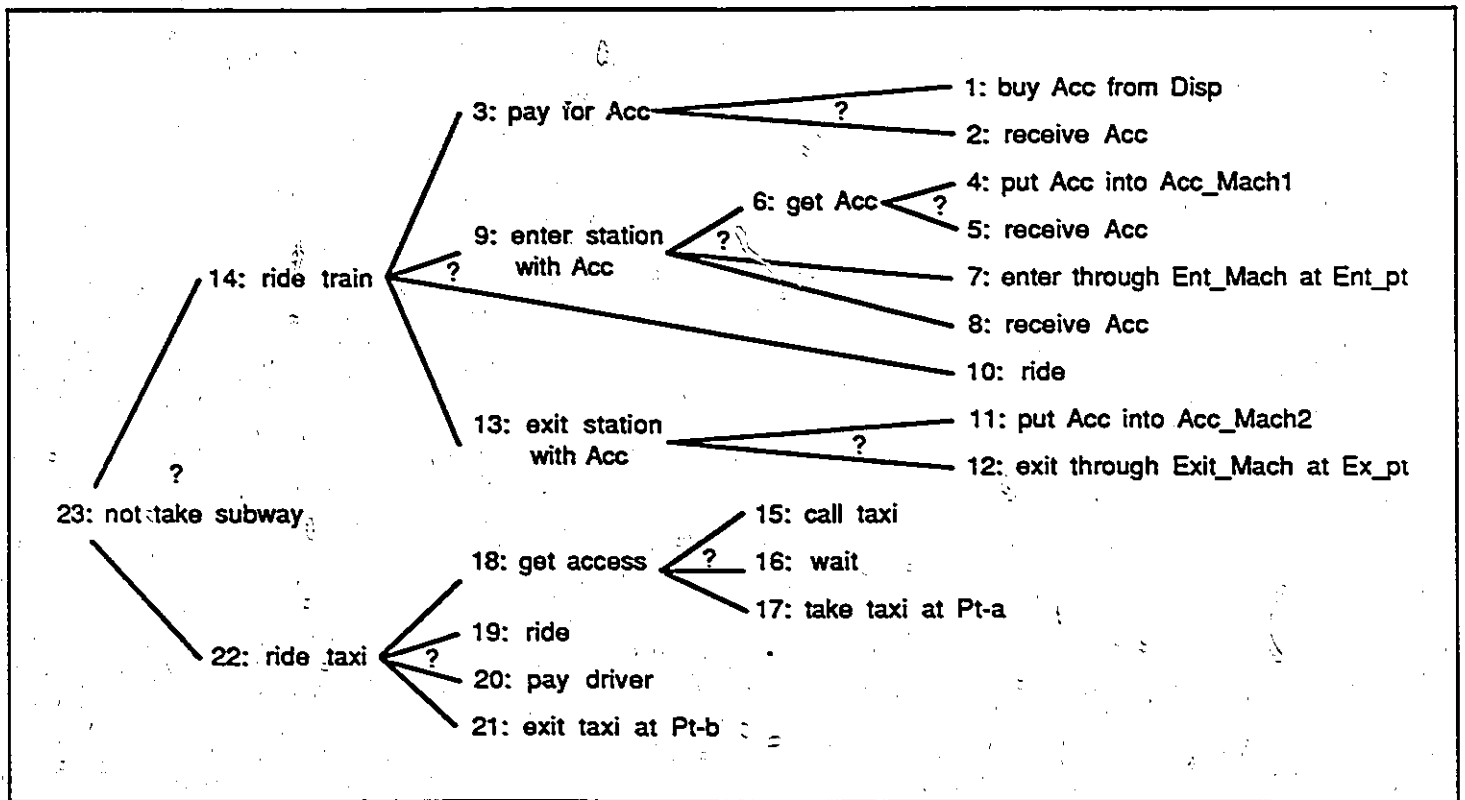 1: buy Acc from Disp
3: pay for Acc
?
2: receive Acc
4: put Acc into Acc_Mach1
6: get Acc
?
5: receive Acc
9: enter station
with Acc
?
7: enter through Ent_Mach at Ent_pt
14: ride train
?
8: receive Acc
10: ride
13: exit station
with Acc
11: put Acc into Acc_Mach2
?
12: exit through Exit_Mach at Ex_pt
?
23: not take subway
15: call taxi
18: get access
?
16: wait
17: take taxi at Pt-a
19: ride
22: ride taxi
?
20: pay driver
21: exit taxi at Pt-b